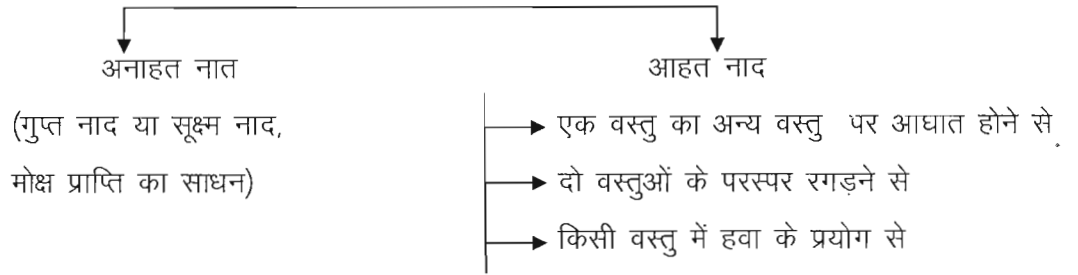 अनाहत नात
(गुप्त नाद या सूक्ष्म नाद,
मोक्ष प्राप्ति का साधन)
आहत नाद
एक वस्तु का अन्य वस्तु पर आघात होने से
दो वस्तुओं के परस्पर रगड़ने से
किसी वस्तु में हवा के प्रयोग से